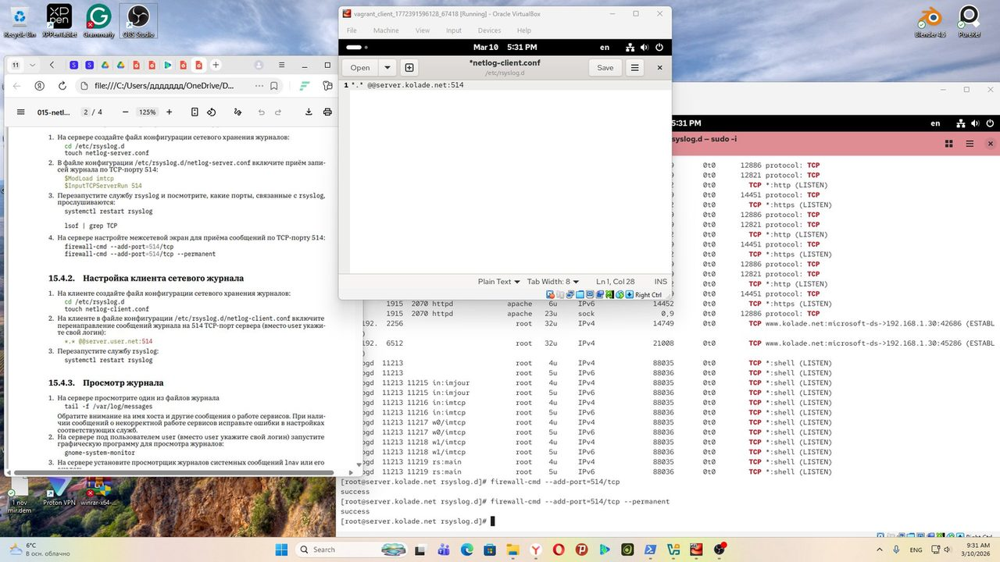 Recycle Bin
XPPenTablet
Grammarly
OBS Studio
Blender 4.5
PureRef
vagrant_client_1772391596128_67418 [Running] - Oracle VirtualBox
File Machine View Input Devices Help
Mar 10 5:31 PM
en
Open
*netlog-client.conf
/etc/rsyslog.d
Save
1 *.* @@server.kolade.net:514
Plain Text Tab Width: 8 Ln 1, Col 28 INS
Right Ctrl
11
file:///C:/Users/ддддддд/OneDrive/D...
015-netl... 2 / 4 125%
1. На сервере создайте файл конфигурации сетевого хранения журналов:
cd /etc/rsyslog.d
touch netlog-server.conf
2. В файле конфигурации /etc/rsyslog.d/netlog-server.conf включите приём запи-
сей журнала по TCP-порту 514:
$ModLoad imtcp
$InputTCPServerRun 514
3. Перезапустите службу rsyslog и посмотрите, какие порты, связанные с rsyslog,
прослушиваются:
systemctl restart rsyslog
lsof | grep TCP
4. На сервере настройте межсетевой экран для приёма сообщений по TCP-порту 514:
firewall-cmd --add-port=514/tcp
firewall-cmd --add-port=514/tcp --permanent
15.4.2. Настройка клиента сетевого журнала
1. На клиенте создайте файл конфигурации сетевого хранения журналов:
cd /etc/rsyslog.d
touch netlog-client.conf
2. На клиенте в файле конфигурации /etc/rsyslog.d/netlog-client.conf включите
перенаправление сообщений журнала на 514 TCP-порт сервера (вместо user укажи-
те свой логин):
*.* @@server.user.net:514
3. Перезапустите службу rsyslog:
systemctl restart rsyslog
15.4.3. Просмотр журнала
1. На сервере просмотрите один из файлов журнала
tail -f /var/log/messages
Обратите внимание на имя хоста и другие сообщения о работе сервисов. При нали-
чии сообщений о некорректной работе сервисов исправьте ошибки в настройках
соответствующих служб.
2. На сервере под пользователем user (вместо user укажите свой логин) запустите
графическую программу для просмотра журналов:
gnome-system-monitor
3. На сервере установите просмотрщик журналов системных сообщений lnav или его
5:31 PM
en
syslog.d — sudo -i
0t0 12886 protocol: TCP
0t0 12821 protocol: TCP
0t0 TCP *:http (LISTEN)
0t0 14451 protocol: TCP
0t0 TCP *:https (LISTEN)
0t0 12886 protocol: TCP
0t0 12821 protocol: TCP
0t0 TCP *:http (LISTEN)
0t0 14451 protocol: TCP
0t0 TCP *:https (LISTEN)
0t0 12886 protocol: TCP
0t0 12821 protocol: TCP
0t0 TCP *:http (LISTEN)
0t0 14451 protocol: TCP
1915 2070 httpd apache 6u IPv6 14452 0t0 TCP *:https (LISTEN)
1915 2070 httpd apache 23u sock 0,9 0t0 12886 protocol: TCP
192. 2256 root 32u IPv4 14749 0t0 TCP www.kolade.net:microsoft-ds->192.168.1.30:42686 (ESTABL
)
192. 6512 root 32u IPv4 21008 0t0 TCP www.kolade.net:microsoft-ds->192.168.1.30:45286 (ESTABL
)
ogd 11213 root 4u IPv4 88035 0t0 TCP *:shell (LISTEN)
ogd 11213 root 5u IPv6 88036 0t0 TCP *:shell (LISTEN)
ogd 11213 11215 in:imjour root 4u IPv4 88035 0t0 TCP *:shell (LISTEN)
ogd 11213 11215 in:imjour root 5u IPv6 88036 0t0 TCP *:shell (LISTEN)
ogd 11213 11216 in:imtcp root 4u IPv4 88035 0t0 TCP *:shell (LISTEN)
ogd 11213 11216 in:imtcp root 5u IPv6 88036 0t0 TCP *:shell (LISTEN)
ogd 11213 11217 w0/imtcp root 4u IPv4 88035 0t0 TCP *:shell (LISTEN)
ogd 11213 11217 w0/imtcp root 5u IPv6 88036 0t0 TCP *:shell (LISTEN)
ogd 11213 11218 w1/imtcp root 4u IPv4 88035 0t0 TCP *:shell (LISTEN)
ogd 11213 11218 w1/imtcp root 5u IPv6 88036 0t0 TCP *:shell (LISTEN)
ogd 11213 11219 rs:main root 4u IPv4 88035 0t0 TCP *:shell (LISTEN)
ogd 11213 11219 rs:main root 5u IPv6 88036 0t0 TCP *:shell (LISTEN)
[root@server.kolade.net rsyslog.d]# firewall-cmd --add-port=514/tcp
success
[root@server.kolade.net rsyslog.d]# firewall-cmd --add-port=514/tcp --permanent
success
[root@server.kolade.net rsyslog.d]#
Right Ctrl
1 nov
mir.dem
Proton VPN
winrar-x64-...
6°C
В осн. облачно
Search
ENG
9:31 AM
3/10/2026